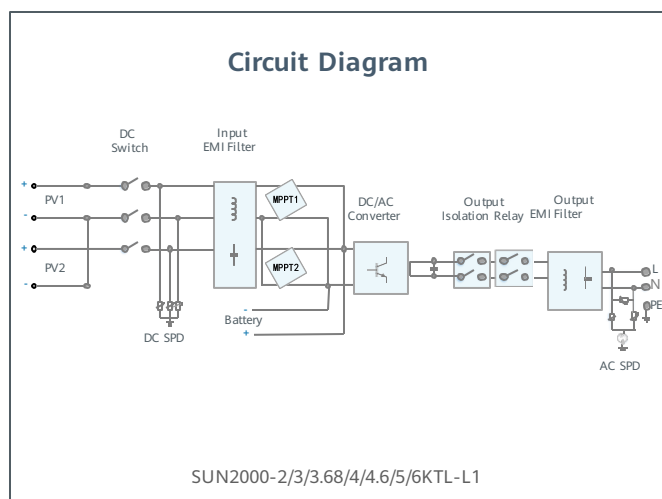 Circuit Diagram
DC
Switch
Input
EMI Filter
DC/AC
Converter
Output
Isolation Relay
Output
EMI Filter
+
PV1
-
+
PV2
-
MPPT1
MPPT2
L
N
PE
DC SPD
-
Battery
+
AC SPD
SUN2000-2/3/3.68/4/4.6/5/6KTL-L1